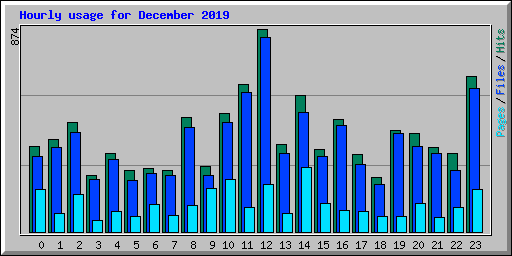 Hourly usage for December 2019
874
Pages/Files/Hits
0 1 2 3 4 5 6 7 8 9 10 11 12 13 14 15 16 17 18 19 20 21 22 23